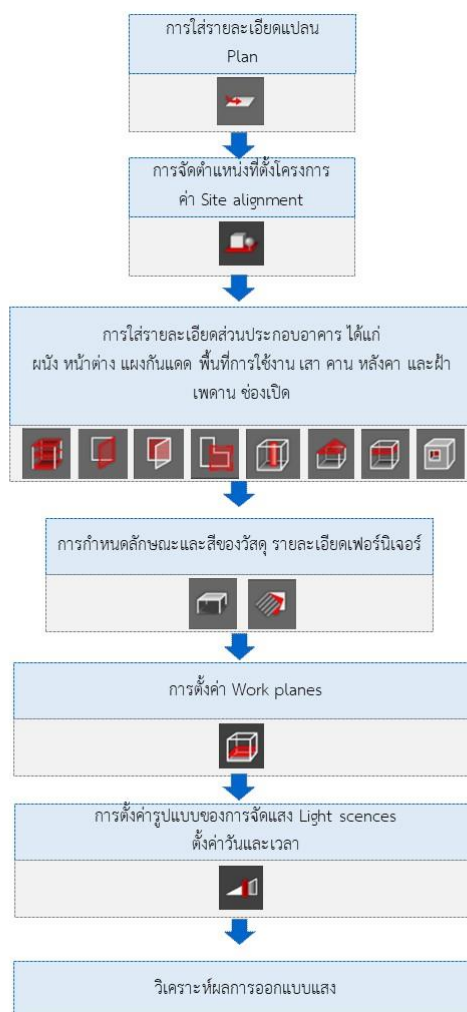 การใส่รายละเอียดแปลน
Plan
การจัดตำแหน่งที่ตั้งโครงการ
ค่า Site alignment
การใส่รายละเอียดส่วนประกอบอาคาร ได้แก่
ผนัง หน้าต่าง แผงกันแดด พื้นที่การใช้งาน เสา คาน หลังคา และฝ้า
เพดาน ช่องเปิด
การกำหนดลักษณะและสีของวัสดุ รายละเอียดเฟอร์นิเจอร์
การตั้งค่า Work planes
การตั้งค่ารูปแบบของการจัดแสง Light scences
ตั้งค่าวันและเวลา
วิเคราะห์ผลการออกแบบแสง